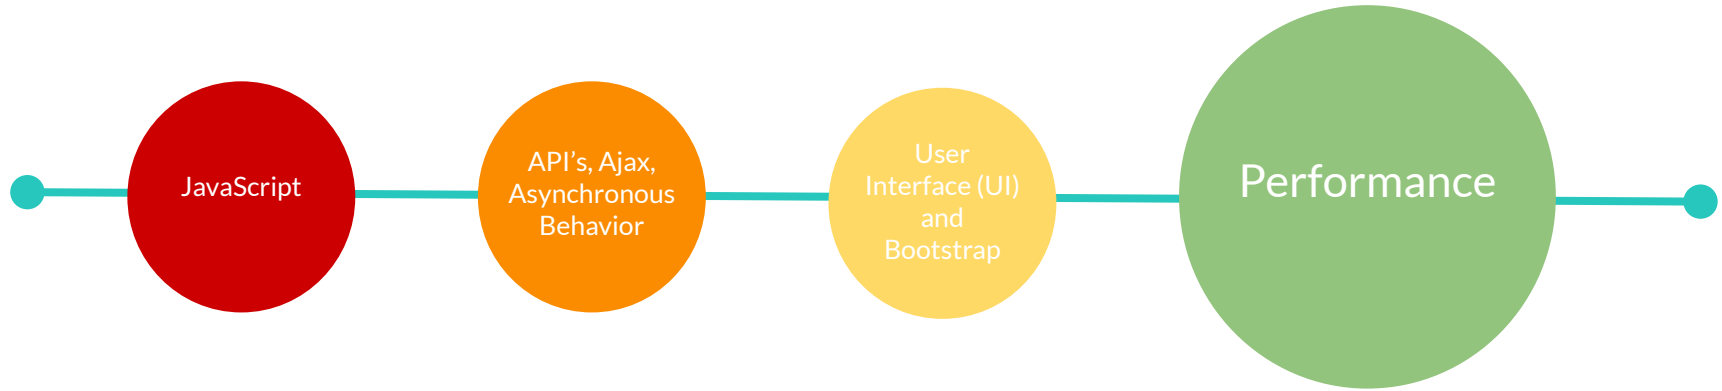 JavaScript
API’s, Ajax,
Asynchronous
Behavior
User
Interface (UI)
and
Bootstrap
Performance